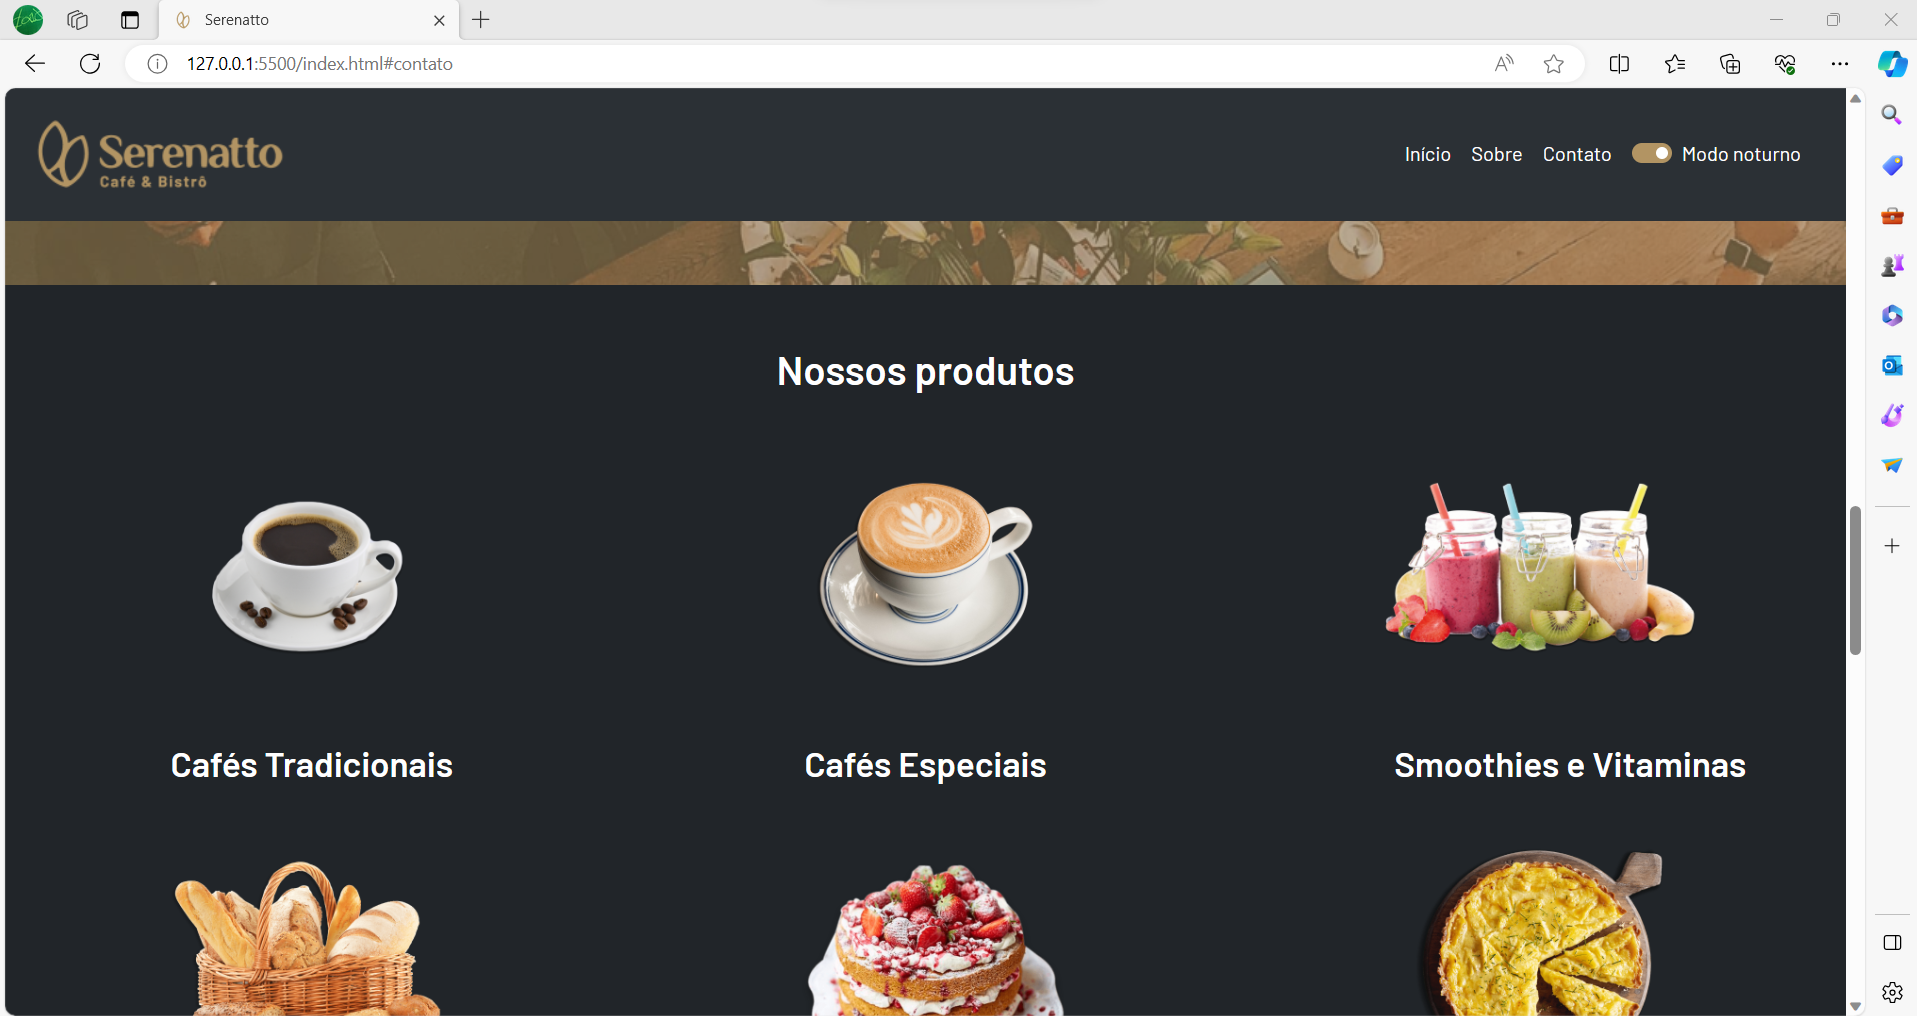 Serenatto
127.0.0.1:5500/index.html#contato
Serenatto
Café & Bistrô
Início Sobre Contato Modo noturno
Nossos produtos
Cafés Tradicionais Cafés Especiais Smoothies e Vitaminas